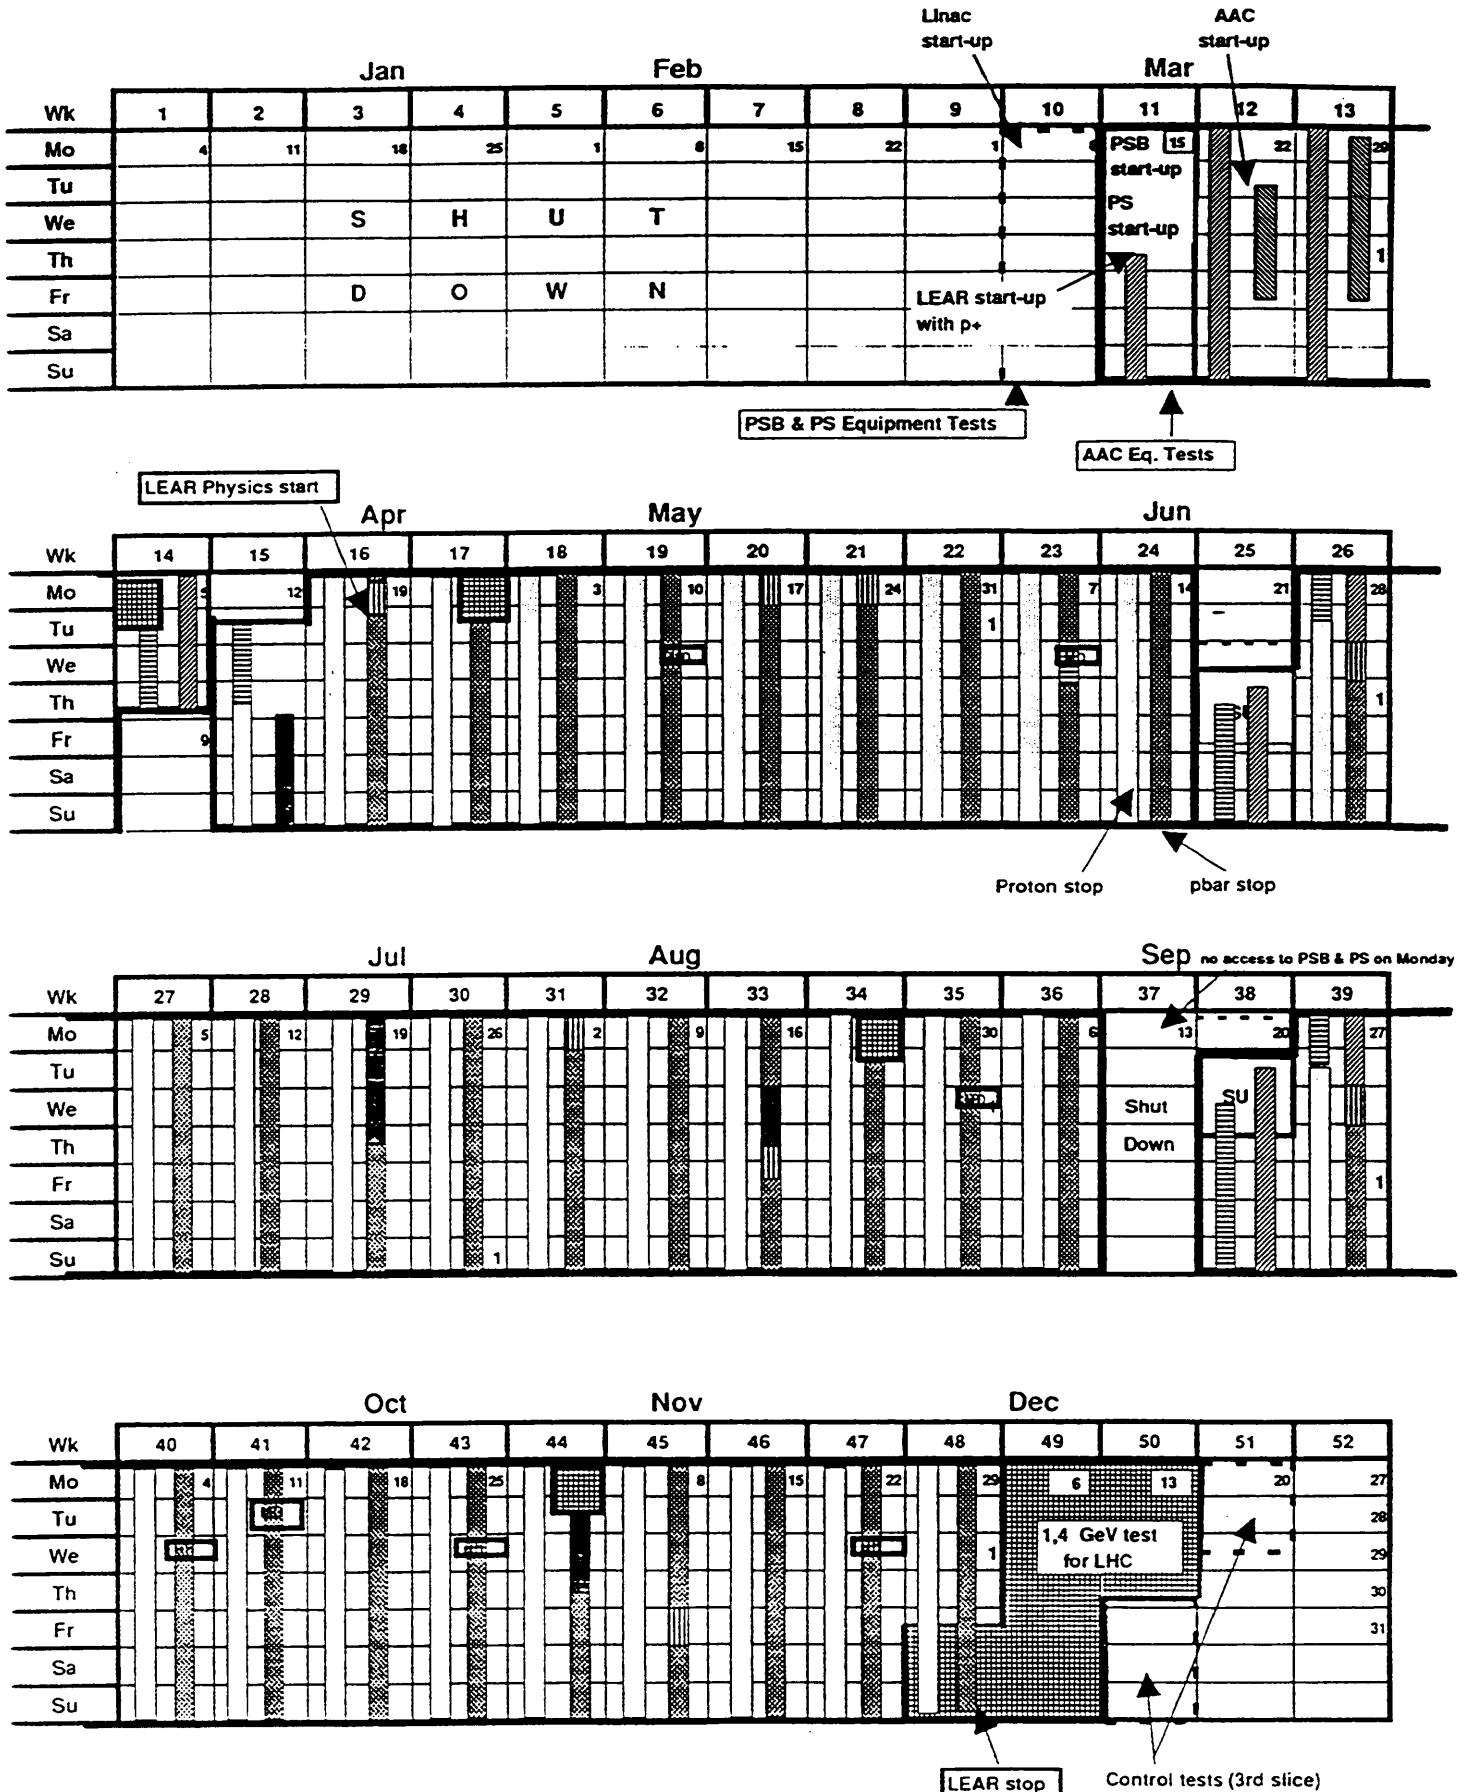 Linac
start-up
AAC
start-up
Jan Feb Mar
Wk 1 2 3 4 5 6 7 8 9 10 11 12 13
Mo 4 11 18 25 1 8 15 22 1 PSB 15 22 29
start-up
Tu
PS
We S H U T
start-up
Th 1
Fr D O W N
LEAR start-up
with p+
Sa
Su
PSB & PS Equipment Tests
AAC Eq. Tests
LEAR Physics start
Apr May Jun
Wk 14 15 16 17 18 19 20 21 22 23 24 25 26
Mo 5 12 19 3 10 17 24 31 7 14 21 28
Tu 1
We
Th 1
Fr 9
Sa
Su
Proton stop
pbar stop
Jul Aug Sep no access to PSB & PS on Monday
Wk 27 28 29 30 31 32 33 34 35 36 37 38 39
Mo 5 12 19 26 2 9 16 30 6 13 20 27
Tu
We Shut SU
Th Down
Fr 1
Sa
Su 1
Oct Nov Dec
Wk 40 41 42 43 44 45 46 47 48 49 50 51 52
Mo 4 11 18 25 8 15 22 29 6 13 20 27
Tu 28
1,4 GeV test
We 1 29
for LHC
Th 30
Fr 31
Sa
Su
LEAR stop
Control tests (3rd slice)